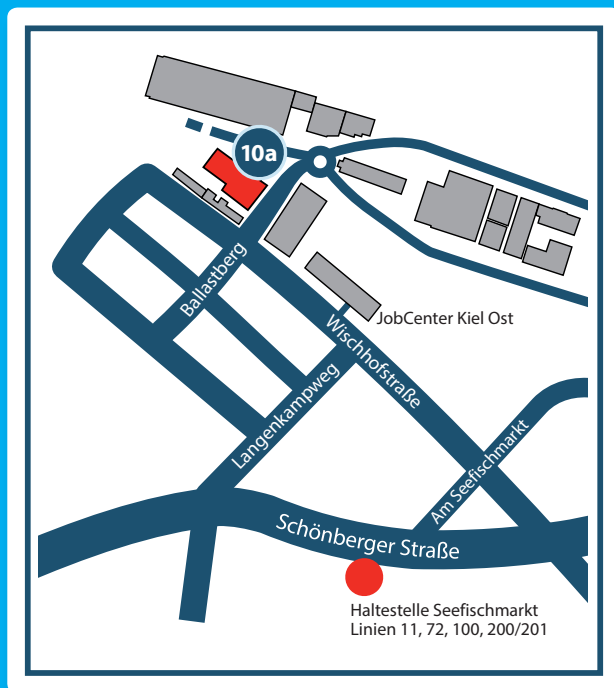 10a
Ballastberg
JobCenter Kiel Ost
Wischhofstraße
Langenkampweg
Am Seefischmarkt
Schönberger Straße
Haltestelle Seefischmarkt
Linien 11, 72, 100, 200/201